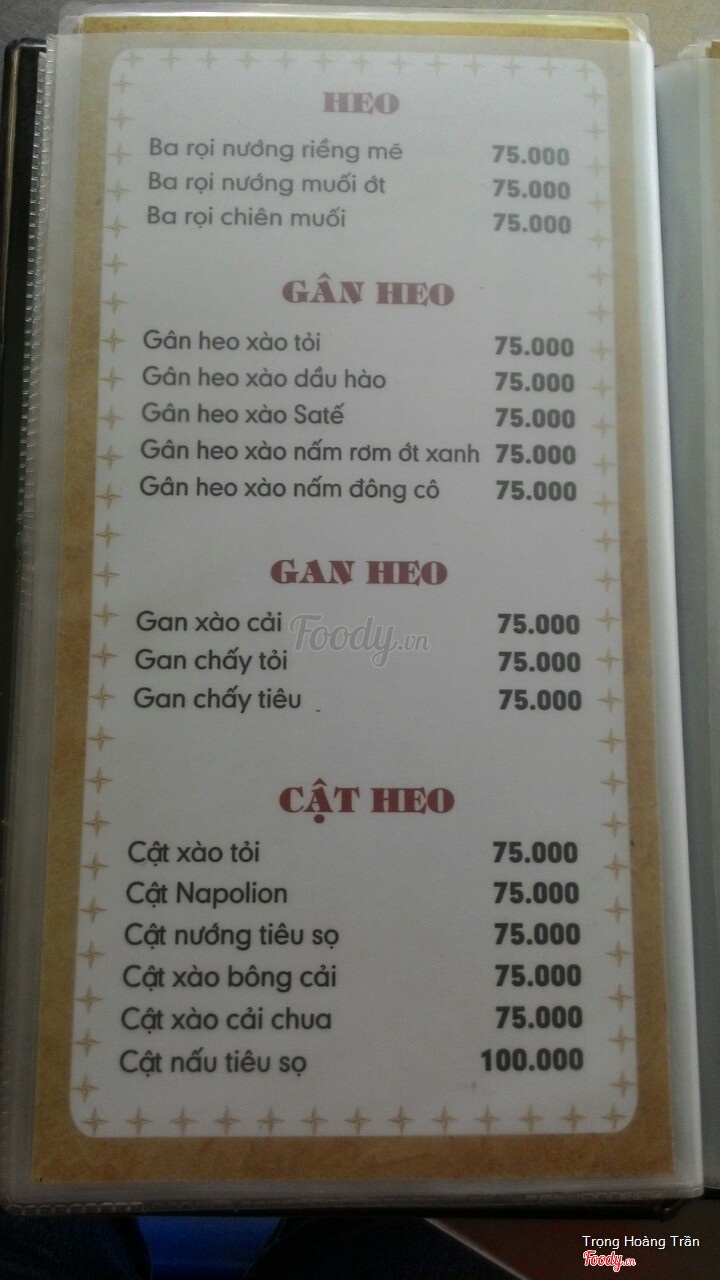 HEO
Ba rọi nướng riềng mẽ 75.000
Ba rọi nướng muối ớt 75.000
Ba rọi chiên muối 75.000
GÂN HEO
Gân heo xào tỏi 75.000
Gân heo xào dầu hào 75.000
Gân heo xào Satế 75.000
Gân heo xào nấm rơm ớt xanh 75.000
Gân heo xào nấm đông cô 75.000
GAN HEO
Gan xào cải 75.000
Foody.vn
Gan chấy tỏi 75.000
Gan chấy tiêu 75.000
CẬT HEO
Cật xào tỏi 75.000
Cật Napolion 75.000
Cật nướng tiêu sọ 75.000
Cật xào bông cải 75.000
Cật xào cải chua 75.000
Cật nấu tiêu sọ 100.000
Trọng Hoàng Trần
Foody.vn